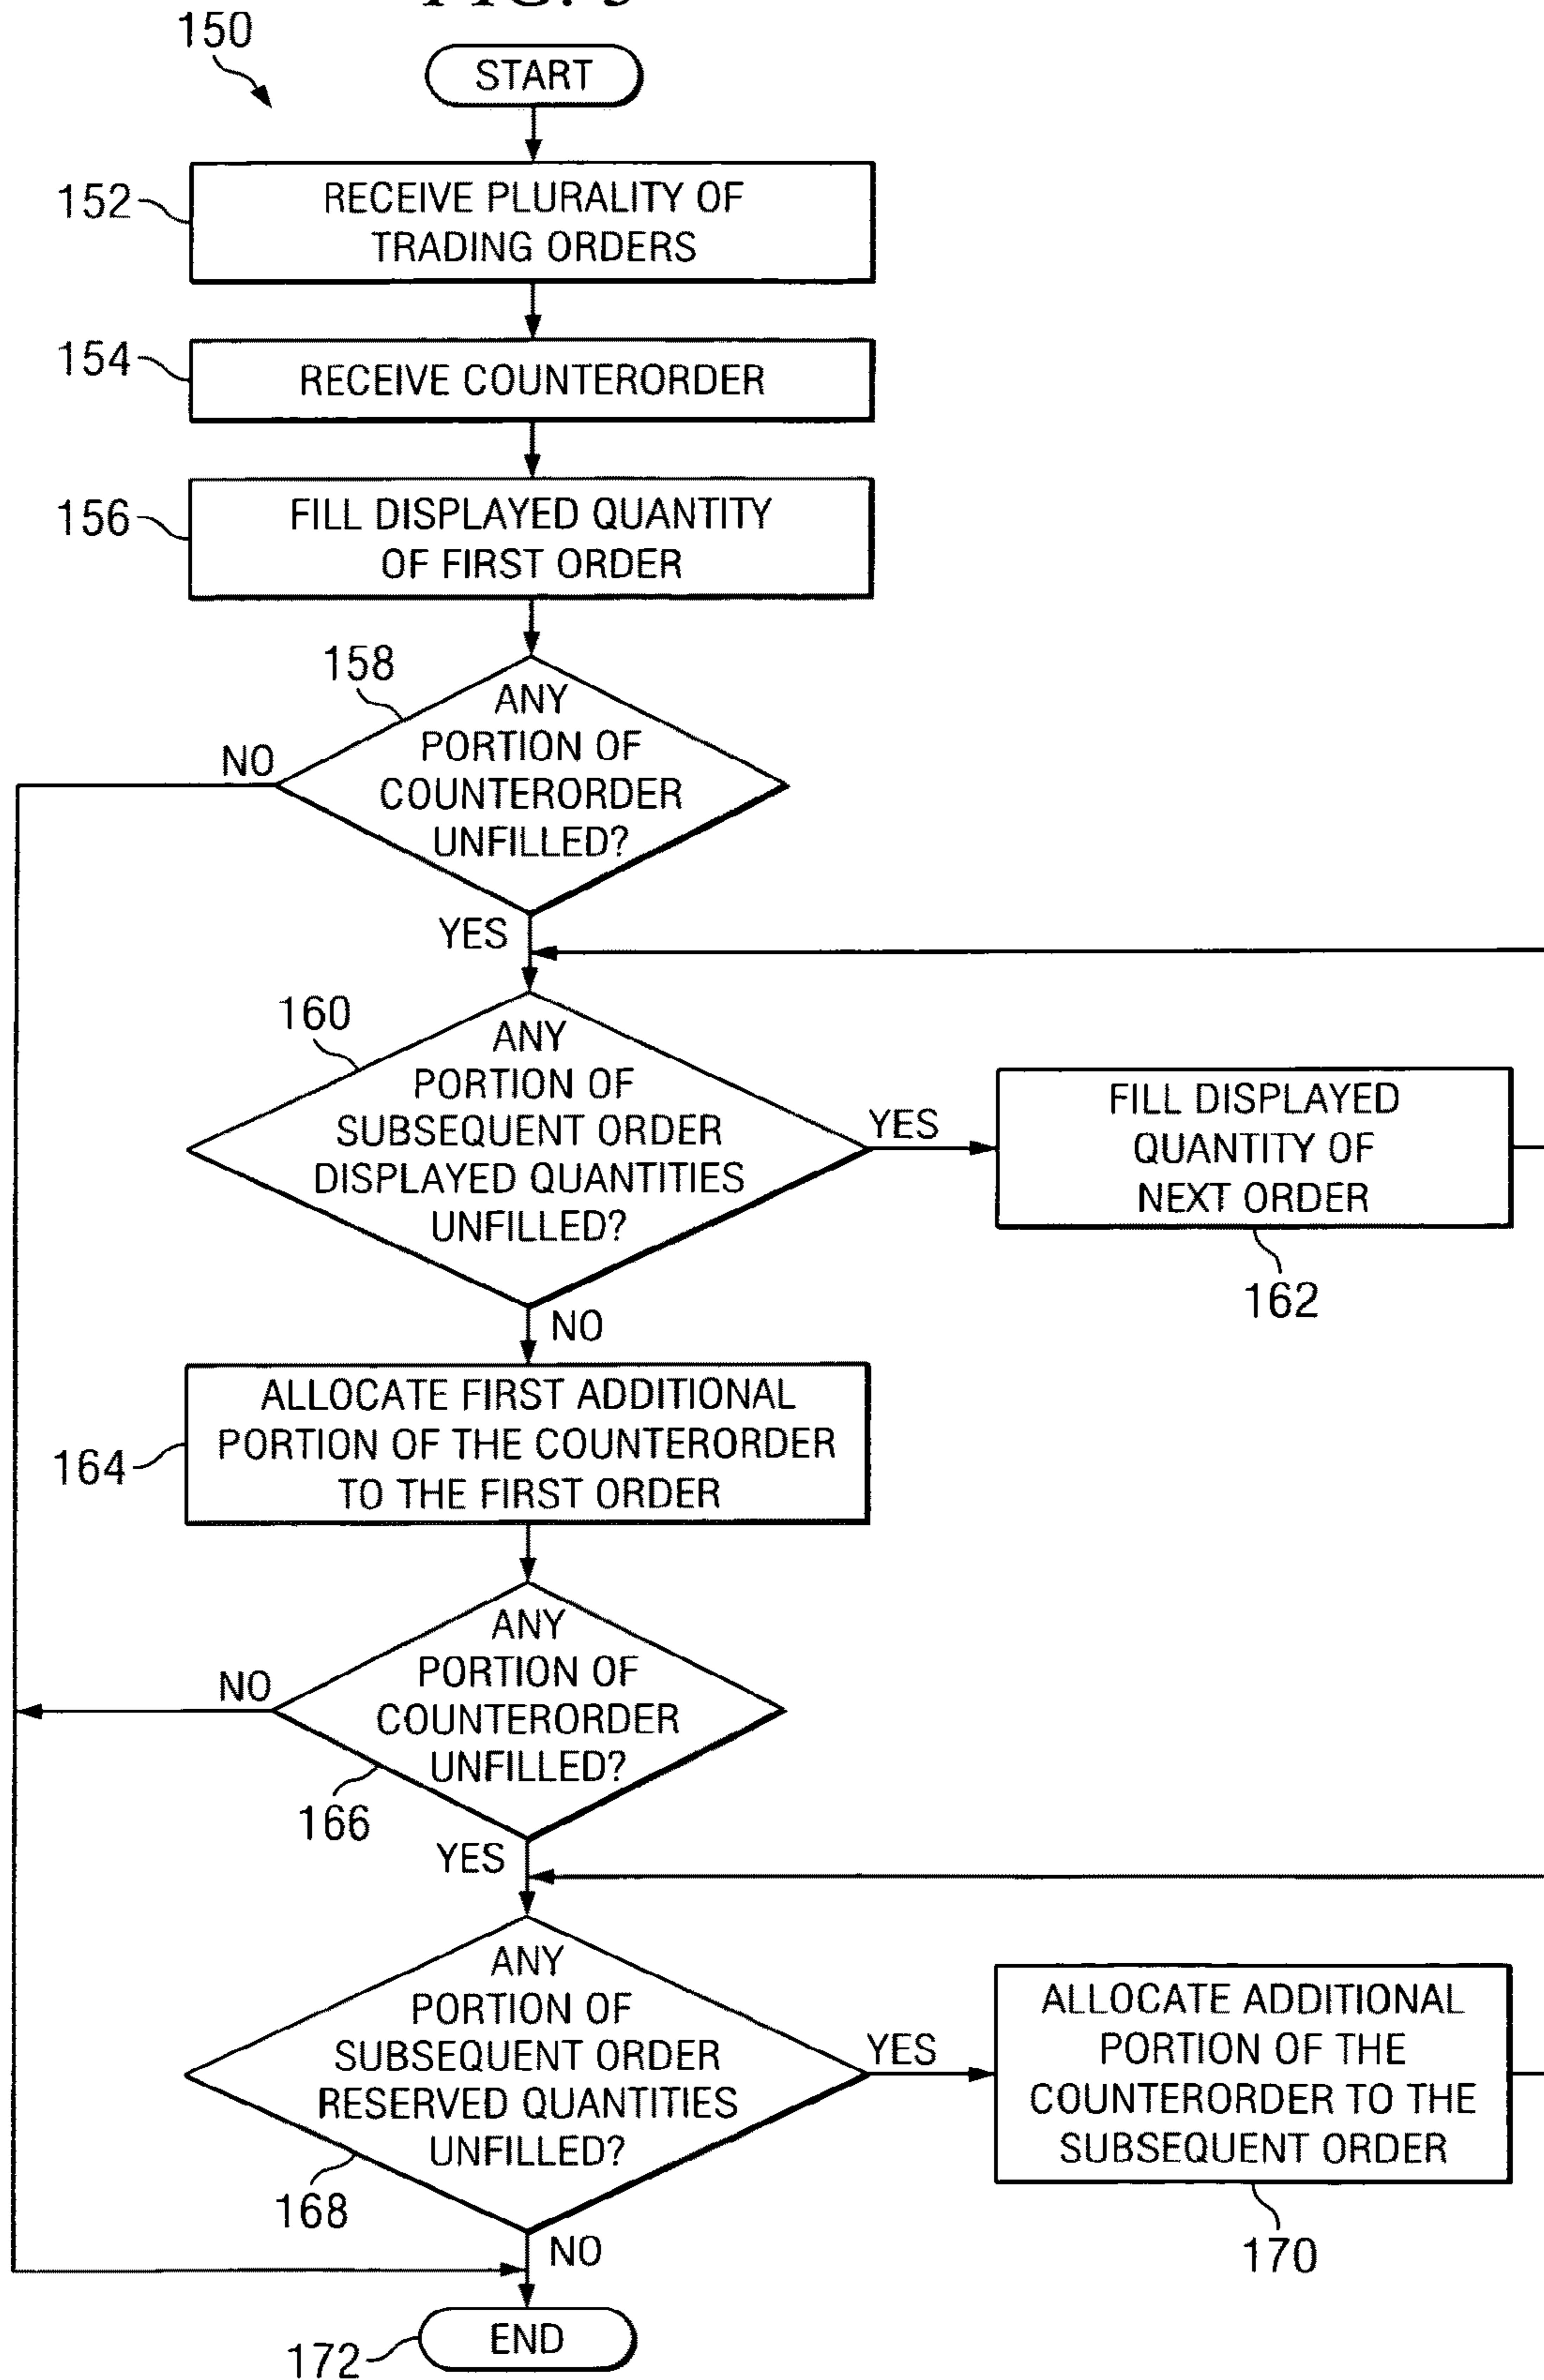 150
START
152
RECEIVE PLURALITY OF
TRADING ORDERS
154
RECEIVE COUNTERORDER
156
FILL DISPLAYED QUANTITY
OF FIRST ORDER
158
ANY
PORTION OF
COUNTERORDER
UNFILLED?
NO
YES
160
ANY
PORTION OF
SUBSEQUENT ORDER
DISPLAYED QUANTITIES
UNFILLED?
YES
FILL DISPLAYED
QUANTITY OF
NEXT ORDER
162
NO
164
ALLOCATE FIRST ADDITIONAL
PORTION OF THE COUNTERORDER
TO THE FIRST ORDER
ANY
PORTION OF
COUNTERORDER
UNFILLED?
NO
166
YES
ANY
PORTION OF
SUBSEQUENT ORDER
RESERVED QUANTITIES
UNFILLED?
YES
ALLOCATE ADDITIONAL
PORTION OF THE
COUNTERORDER TO THE
SUBSEQUENT ORDER
168
170
NO
END
172